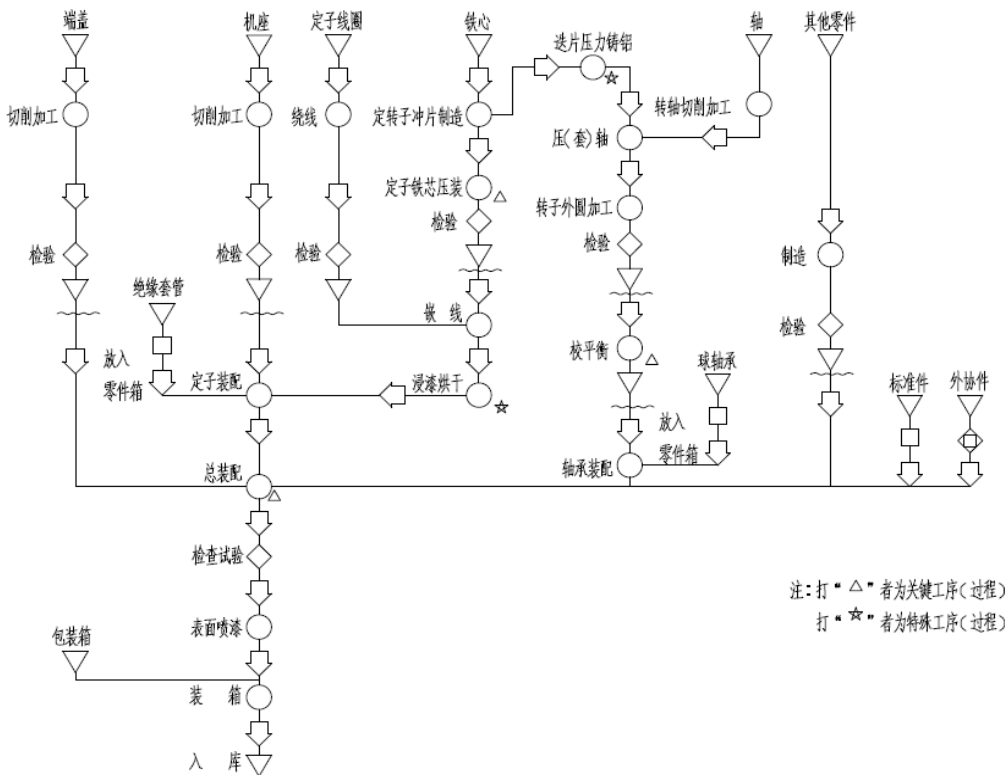 端盖
机座
定子线圈
铁心
迭片压力铸铝
轴
其他零件
切削加工
切削加工
绕线
定转子冲片制造
转轴切削加工
压(套)轴
定子铁芯压装
转子外圆加工
检验
检验
检验
检验
检验
制造
绝缘套管
嵌 线
检验
校平衡
放入
零件箱
定子装配
浸漆烘干
球轴承
标准件
外协件
放入
零件箱
总装配
轴承装配
检查试验
注:打“△”者为关键工序(过程)
打“☆”者为特殊工序(过程)
表面喷漆
包装箱
装 箱
入 库